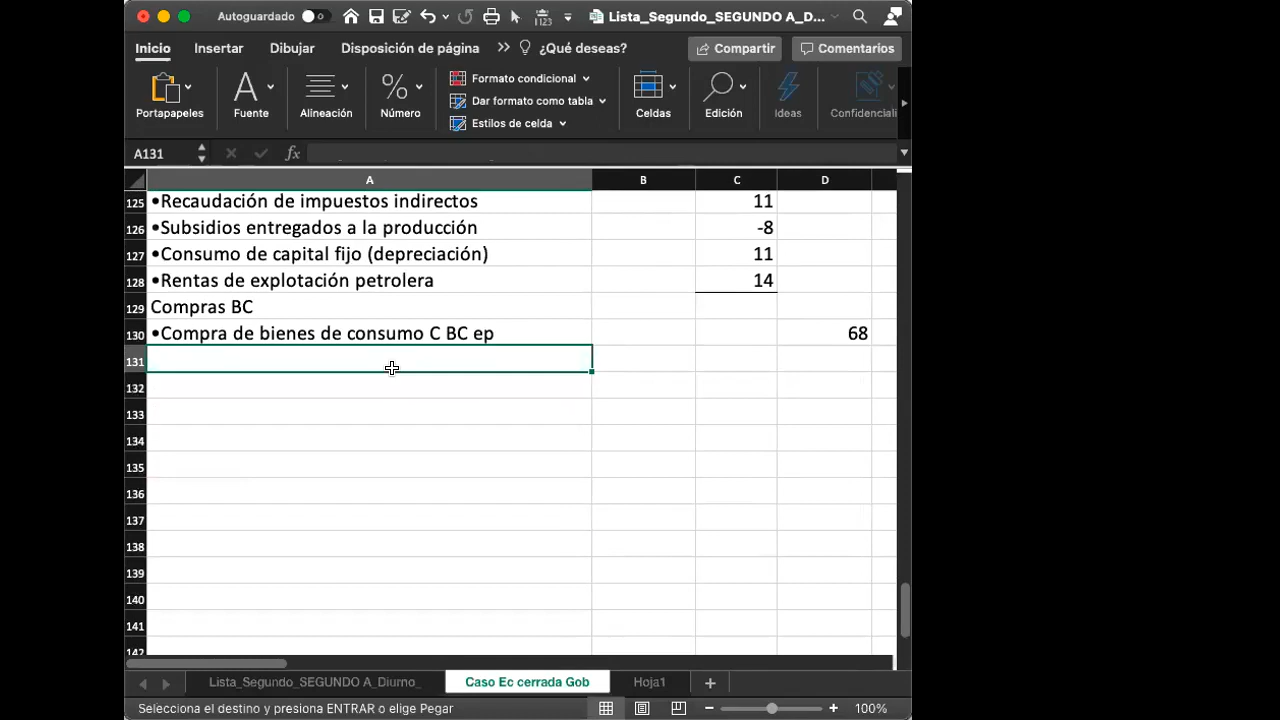 Autoguardado
Lista_Segundo_SEGUNDO A_D...
Inicio Insertar Dibujar Disposición de página >> ¿Qué deseas? Compartir Comentarios
Portapapeles Fuente Alineación Número
Formato condicional
Dar formato como tabla
Estilos de celda
Celdas Edición Ideas Confidenciali
A131 fx
A B C D
125 •Recaudación de impuestos indirectos 11
126 •Subsidios entregados a la producción -8
127 •Consumo de capital fijo (depreciación) 11
128 •Rentas de explotación petrolera 14
129 Compras BC
130 •Compra de bienes de consumo C BC ep 68
131
132
133
134
135
136
137
138
139
140
141
142
Lista_Segundo_SEGUNDO A_Diurno_ Caso Ec cerrada Gob Hoja1 +
Selecciona el destino y presiona ENTRAR o elige Pegar 100%